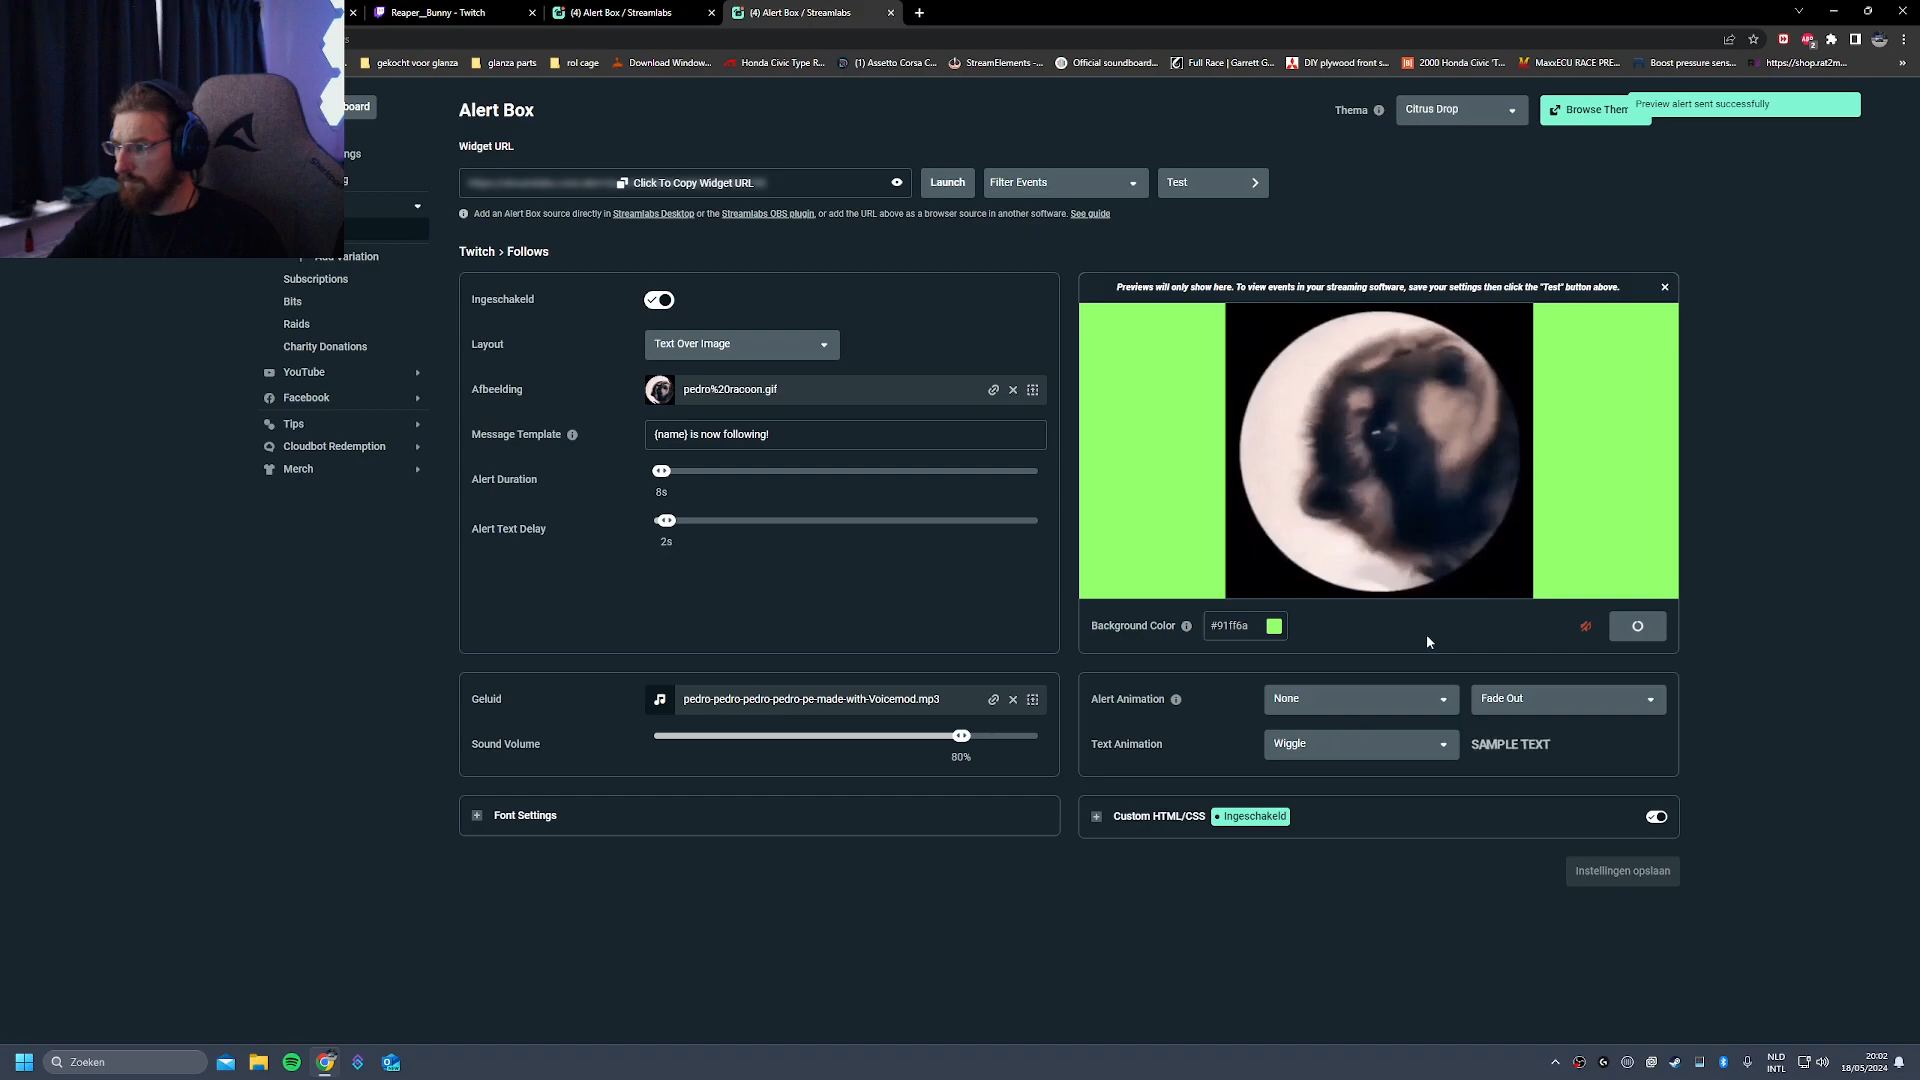 Reaper__Bunny - Twitch
(4) Alert Box / Streamlabs
(4) Alert Box / Streamlabs
gekocht voor glanza
glanza parts
rol cage
Download Window...
Honda Civic Type R...
(1) Assetto Corsa C...
StreamElements -...
Official soundboard...
Full Race | Garrett G...
DIY plywood front s...
2000 Honda Civic 'T...
MaxxECU RACE PRE...
Boost pressure sens...
https://shop.rat2m...
Alert Box
Thema
Citrus Drop
Browse Them
Preview alert sent successfully
Widget URL
Click To Copy Widget URL
Launch
Filter Events
Test
Add an Alert Box source directly in Streamlabs Desktop or the Streamlabs OBS plugin, or add the URL above as a browser source in another software. See guide
Twitch > Follows
board
ngs
Add Variation
Subscriptions
Bits
Raids
Charity Donations
YouTube
Facebook
Tips
Cloudbot Redemption
Merch
Ingeschakeld
Layout
Text Over Image
Afbeelding
pedro%20racoon.gif
Message Template
{name} is now following!
Alert Duration
8s
Alert Text Delay
2s
Previews will only show here. To view events in your streaming software, save your settings then click the "Test" button above.
Background Color
#91ff6a
Geluid
pedro-pedro-pedro-pedro-pe-made-with-Voicemod.mp3
Sound Volume
80%
Alert Animation
None
Fade Out
Text Animation
Wiggle
SAMPLE TEXT
Font Settings
Custom HTML/CSS
Ingeschakeld
Instellingen opslaan
Zoeken
NLD
INTL
20:02
18/05/2024